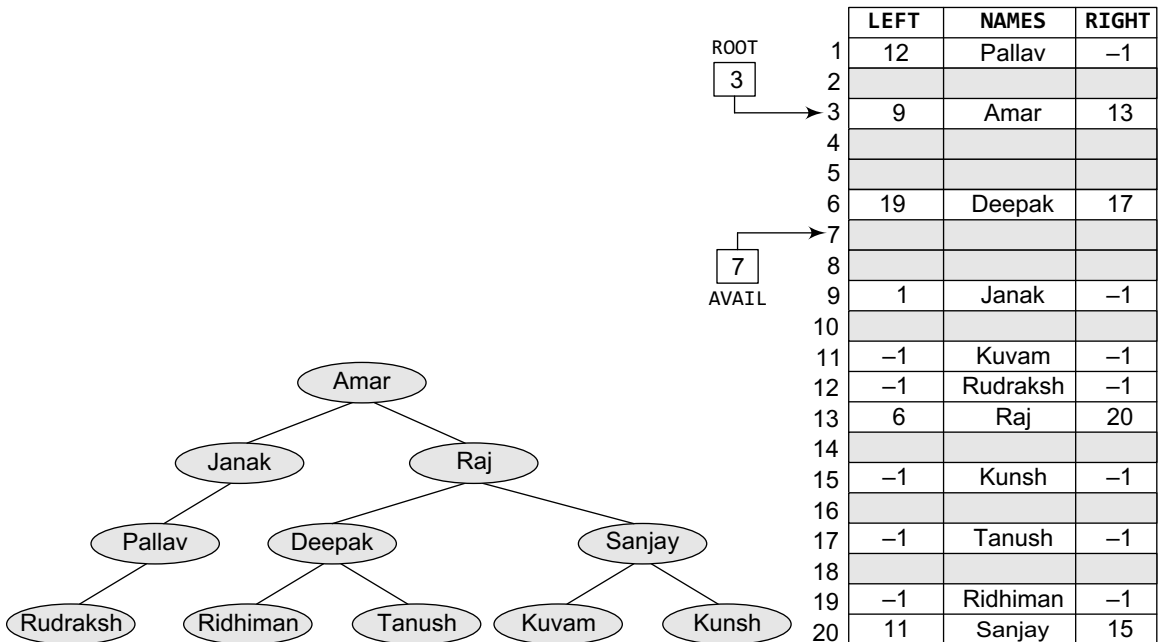 LEFT NAMES RIGHT
ROOT
3
1 12 Pallav –1
2
3 9 Amar 13
4
5
6 19 Deepak 17
7
8
7
AVAIL
9 1 Janak –1
10
11 –1 Kuvam –1
12 –1 Rudraksh –1
13 6 Raj 20
14
15 –1 Kunsh –1
16
17 –1 Tanush –1
18
19 –1 Ridhiman –1
20 11 Sanjay 15
Amar
Janak Raj
Pallav Deepak Sanjay
Rudraksh Ridhiman Tanush Kuvam Kunsh